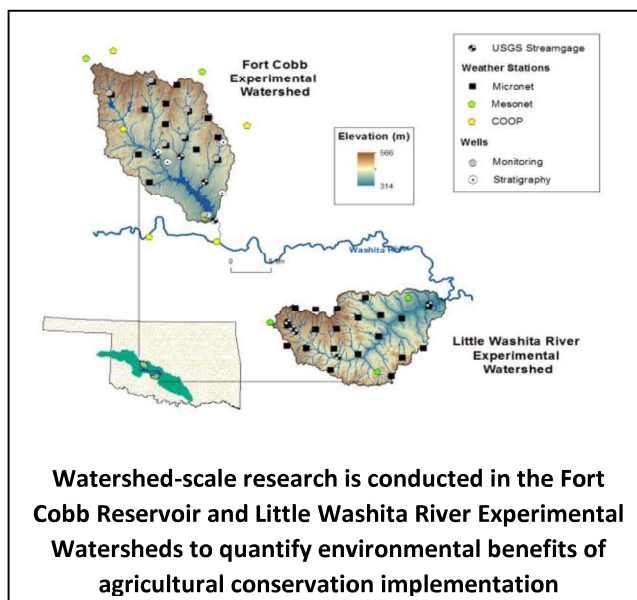 Fort Cobb
Experimental
Watershed
USGS Streamgage
Weather Stations
Micronet
Mesonet
COOP
Wells
Monitoring
Stratigraphy
Elevation (m)
566
314
Washita River
0
Little Washita River
Experimental
Watershed
Watershed-scale research is conducted in the Fort
Cobb Reservoir and Little Washita River Experimental
Watersheds to quantify environmental benefits of
agricultural conservation implementation